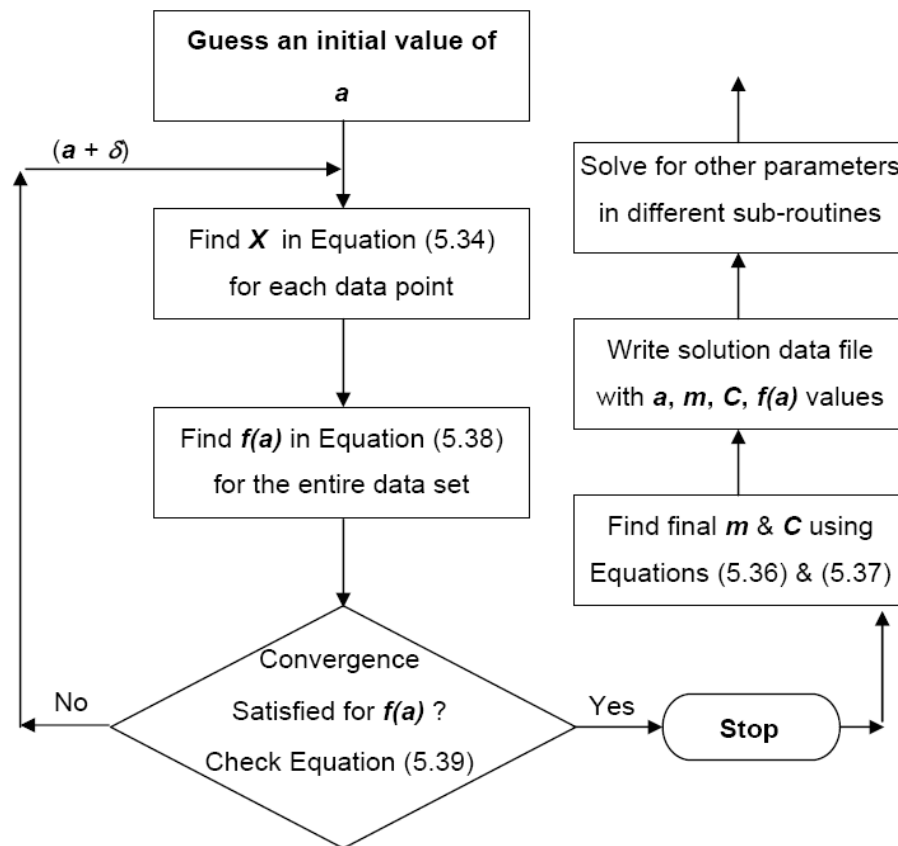 Guess an initial value of
a
(a + δ)
Find X in Equation (5.34)
for each data point
Find f(a) in Equation (5.38)
for the entire data set
Convergence
Satisfied for f(a) ?
Check Equation (5.39)
No
Yes
Stop
Find final m & C using
Equations (5.36) & (5.37)
Write solution data file
with a, m, C, f(a) values
Solve for other parameters
in different sub-routines